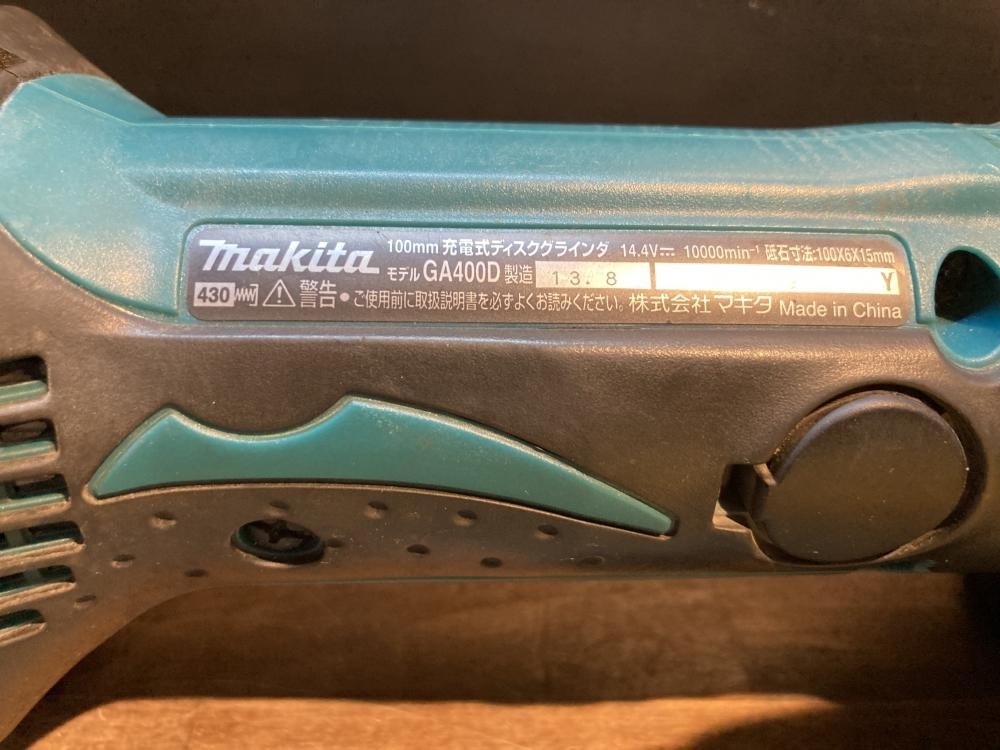 makita 100mm 充電式ディスクグラインダ 14.4V 10000min⁻¹ 砥石寸法:100X6X15mm
モデル GA400D 製造 13. 8 Y
430 警告 • ご使用前に取扱説明書を必ずよくお読みください。 株式会社 マキタ Made in China